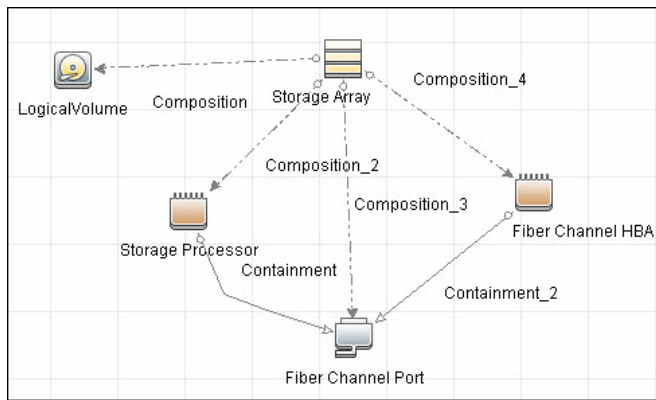 Composition_4
Storage Array
Composition
LogicalVolume
Composition_2
Composition_3
Fiber Channel HBA
Storage Processor
Containment
Containment_2
Fiber Channel Port